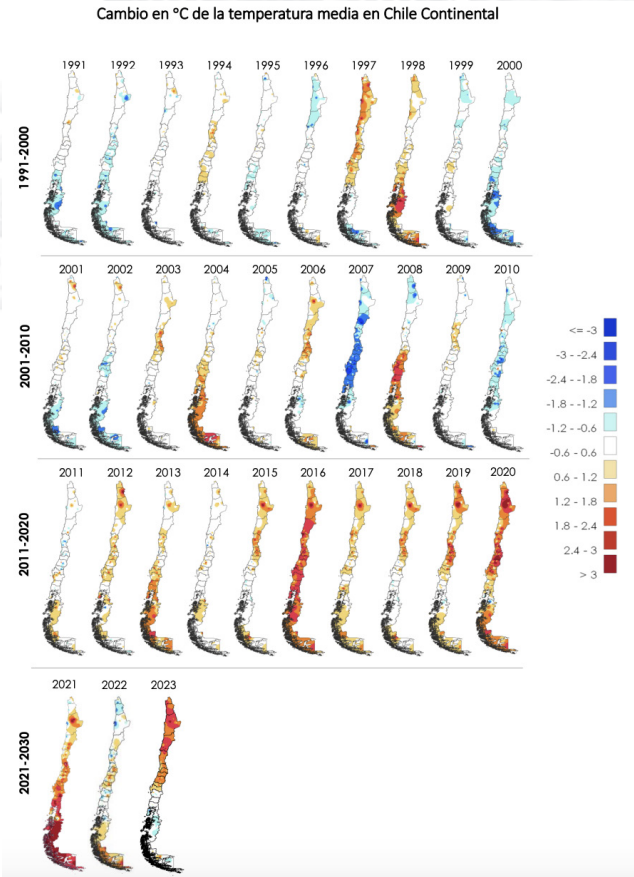 Cambio en °C de la temperatura media en Chile Continental
1991 1992 1993 1994 1995 1996 1997 1998 1999 2000
1991-2000
2001 2002 2003 2004 2005 2006 2007 2008 2009 2010
2001-2010
<= -3
-3 - -2.4
-2.4 - -1.8
-1.8 - -1.2
-1.2 - -0.6
-0.6 - 0.6
0.6 - 1.2
1.2 - 1.8
1.8 - 2.4
2.4 - 3
> 3
2011 2012 2013 2014 2015 2016 2017 2018 2019 2020
2011-2020
2021 2022 2023
2021-2030